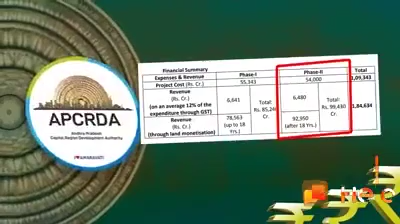 Financial Summary
Expenses & Revenue Phase-I Phase-II Total
Project Cost (Rs. Cr.) 55,343 54,000 1,09,343
Revenue
(Rs. Cr.)
(on an average 12% of the
expenditure through GST) 6,641 Total: Rs. 85,204 Cr. 6,480 Total: Rs. 99,430 Cr. 1,84,634
Revenue
(Rs. Cr.)
(through land monetisation) 78,563 (up to 18 Yrs.) 92,950 (after 18 Yrs.)
APCRDA
Andhra Pradesh
Capital Region Development Authority